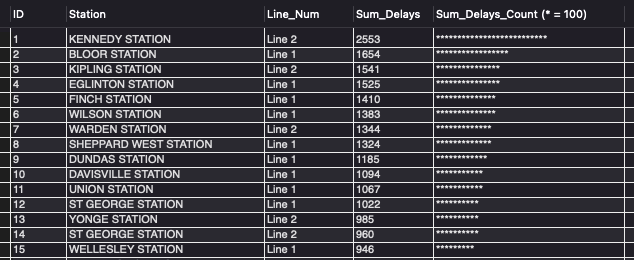 ID Station Line_Num Sum_Delays Sum_Delays_Count (* = 100)
1 KENNEDY STATION Line 2 2553 **************************
2 BLOOR STATION Line 1 1654 *****************
3 KIPLING STATION Line 2 1541 ***************
4 EGLINTON STATION Line 1 1525 ***************
5 FINCH STATION Line 1 1410 **************
6 WILSON STATION Line 1 1383 **************
7 WARDEN STATION Line 2 1344 *************
8 SHEPPARD WEST STATION Line 1 1324 *************
9 DUNDAS STATION Line 1 1185 ************
10 DAVISVILLE STATION Line 1 1094 ***********
11 UNION STATION Line 1 1067 ***********
12 ST GEORGE STATION Line 1 1022 **********
13 YONGE STATION Line 2 985 **********
14 ST GEORGE STATION Line 2 960 **********
15 WELLESLEY STATION Line 1 946 *********